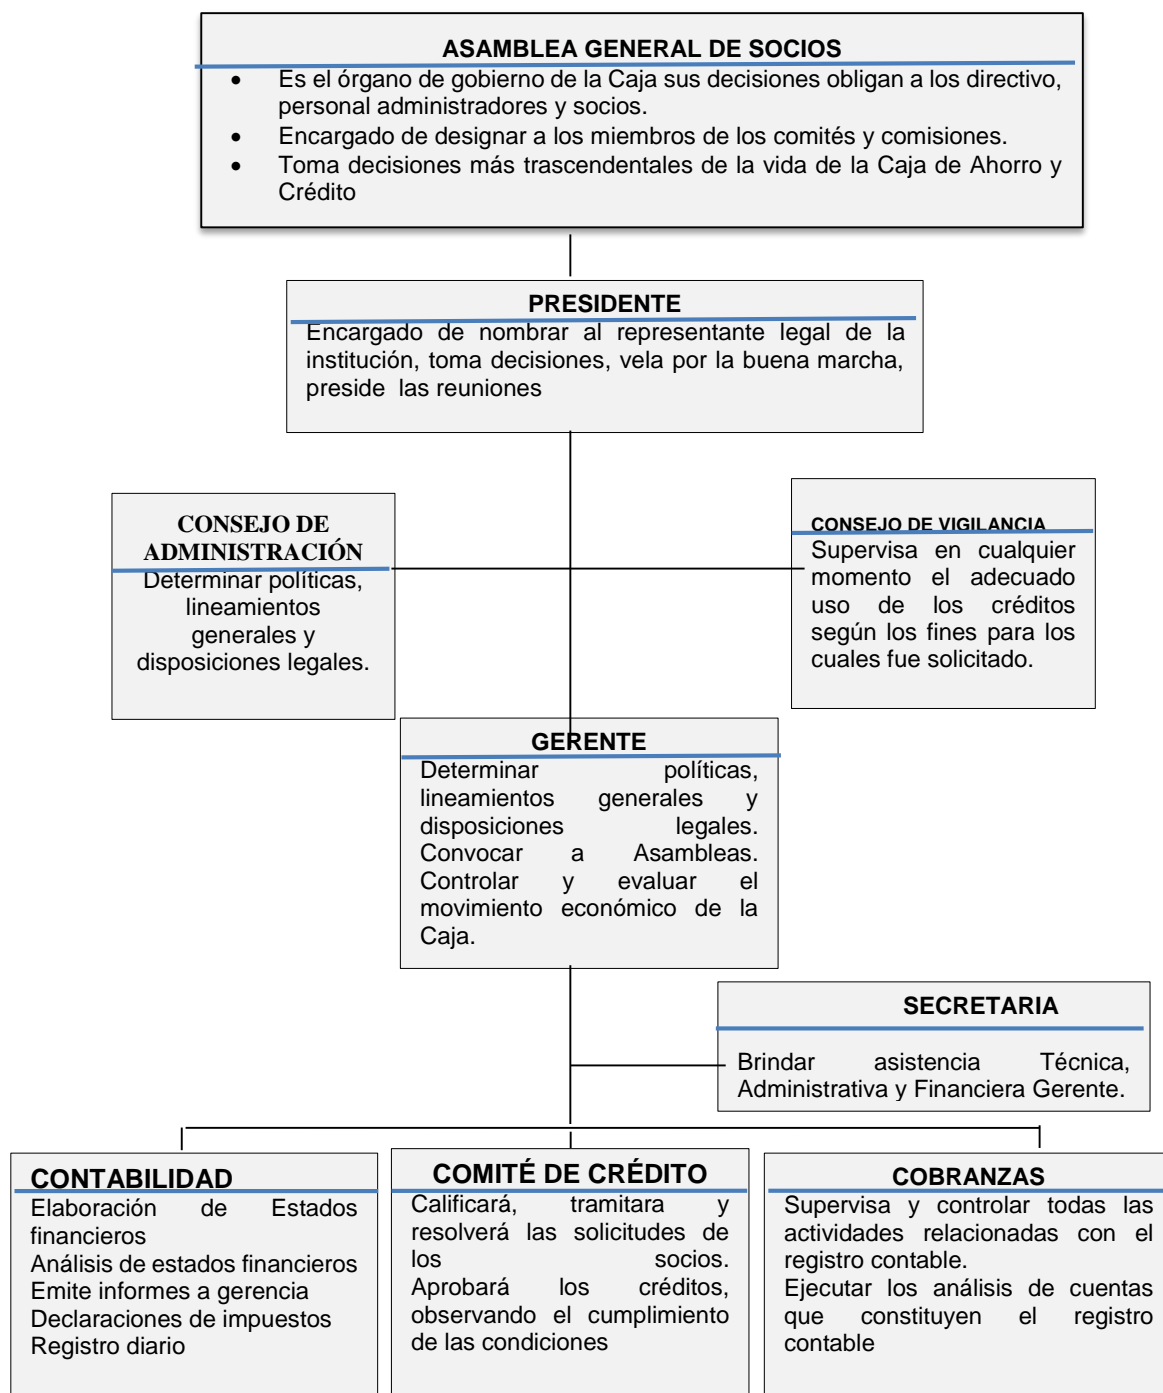 ASAMBLEA GENERAL DE SOCIOS
• Es el órgano de gobierno de la Caja sus decisiones obligan a los directivo,
personal administradores y socios.
• Encargado de designar a los miembros de los comités y comisiones.
• Toma decisiones más trascendentales de la vida de la Caja de Ahorro y
Crédito
PRESIDENTE
Encargado de nombrar al representante legal de la
institución, toma decisiones, vela por la buena marcha,
preside las reuniones
CONSEJO DE
ADMINISTRACIÓN
Determinar políticas,
lineamientos
generales y
disposiciones legales.
CONSEJO DE VIGILANCIA
Supervisa en cualquier
momento el adecuado
uso de los créditos
según los fines para los
cuales fue solicitado.
GERENTE
Determinar políticas,
lineamientos generales y
disposiciones legales.
Convocar a Asambleas.
Controlar y evaluar el
movimiento económico de la
Caja.
SECRETARIA
Brindar asistencia Técnica,
Administrativa y Financiera Gerente.
CONTABILIDAD
Elaboración de Estados
financieros
Análisis de estados financieros
Emite informes a gerencia
Declaraciones de impuestos
Registro diario
COMITÉ DE CRÉDITO
Calificará, tramitara y
resolverá las solicitudes de
los socios.
Aprobará los créditos,
observando el cumplimiento
de las condiciones
COBRANZAS
Supervisa y controlar todas las
actividades relacionadas con el
registro contable.
Ejecutar los análisis de cuentas
que constituyen el registro
contable